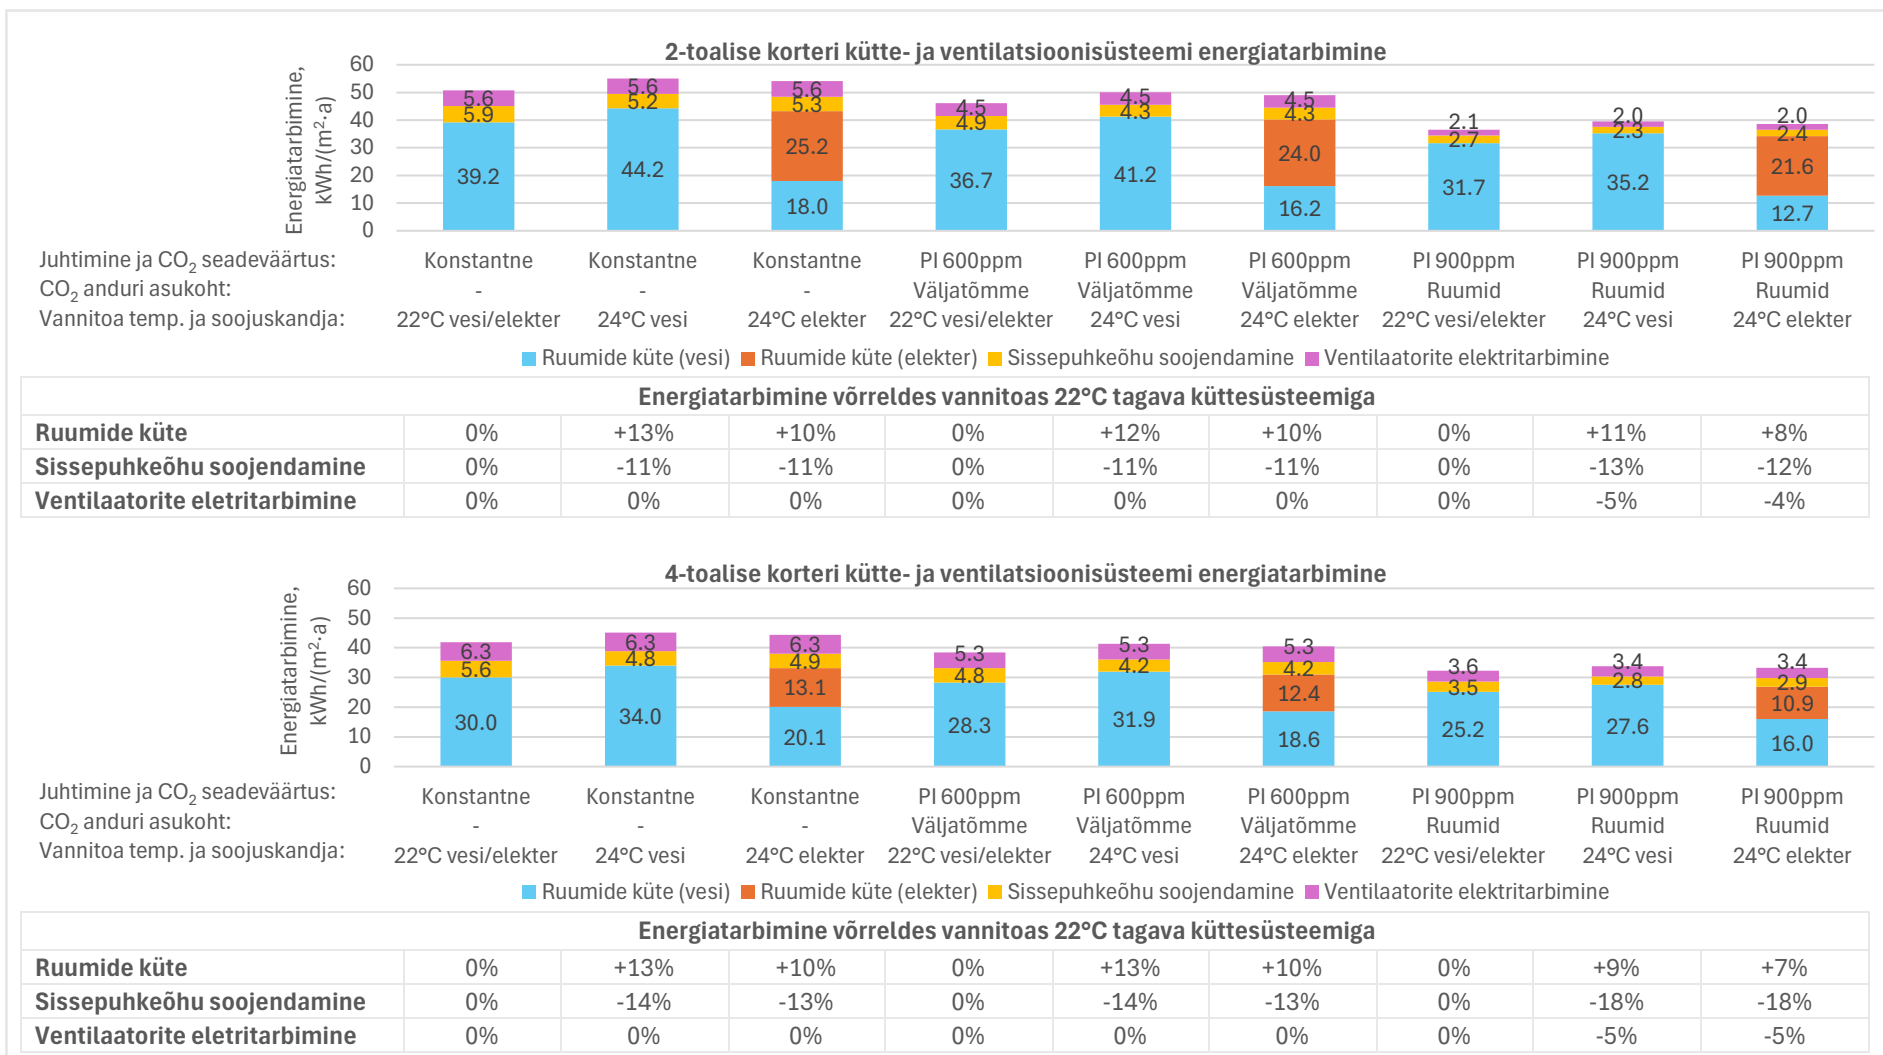 2-toalise korteri kütte- ja ventilatsioonisüsteemi energiatarbimine
Energiatarbimine,
kWh/(m²·a)
60
50
40
30
20
10
0
5.6 5.6 5.6 4.5 4.5 4.5 2.1 2.0 2.0
5.9 5.2 5.3 4.9 4.3 4.3 2.7 2.3 2.4
25.2 24.0 21.6
39.2 44.2 18.0 36.7 41.2 16.2 31.7 35.2 12.7
Juhtimine ja CO₂ seadeväärtus: Konstantne Konstantne Konstantne PI 600ppm PI 600ppm PI 600ppm PI 900ppm PI 900ppm PI 900ppm
CO₂ anduri asukoht: - - - Väljatõmme Väljatõmme Väljatõmme Ruumid Ruumid Ruumid
Vannitoa temp. ja soojuskandja: 22°C vesi/elekter 24°C vesi 24°C elekter 22°C vesi/elekter 24°C vesi 24°C elekter 22°C vesi/elekter 24°C vesi 24°C elekter
Ruumide küte (vesi) Ruumide küte (elekter) Sissepuhkeõhu soojendamine Ventilaatorite elektritarbimine
Energiatarbimine võrreldes vannitoas 22°C tagava küttesüsteemiga
Ruumide küte 0% +13% +10% 0% +12% +10% 0% +11% +8%
Sissepuhkeõhu soojendamine 0% -11% -11% 0% -11% -11% 0% -13% -12%
Ventilaatorite eletritarbimine 0% 0% 0% 0% 0% 0% 0% -5% -4%
4-toalise korteri kütte- ja ventilatsioonisüsteemi energiatarbimine
Energiatarbimine,
kWh/(m²·a)
60
50
40
30
20
10
0
6.3 6.3 6.3 5.3 5.3 5.3 3.6 3.4 3.4
5.6 4.8 4.9 4.8 4.2 4.2 3.5 2.8 2.9
13.1 12.4 10.9
30.0 34.0 20.1 28.3 31.9 18.6 25.2 27.6 16.0
Juhtimine ja CO₂ seadeväärtus: Konstantne Konstantne Konstantne PI 600ppm PI 600ppm PI 600ppm PI 900ppm PI 900ppm PI 900ppm
CO₂ anduri asukoht: - - - Väljatõmme Väljatõmme Väljatõmme Ruumid Ruumid Ruumid
Vannitoa temp. ja soojuskandja: 22°C vesi/elekter 24°C vesi 24°C elekter 22°C vesi/elekter 24°C vesi 24°C elekter 22°C vesi/elekter 24°C vesi 24°C elekter
Ruumide küte (vesi) Ruumide küte (elekter) Sissepuhkeõhu soojendamine Ventilaatorite elektritarbimine
Energiatarbimine võrreldes vannitoas 22°C tagava küttesüsteemiga
Ruumide küte 0% +13% +10% 0% +13% +10% 0% +9% +7%
Sissepuhkeõhu soojendamine 0% -14% -13% 0% -14% -13% 0% -18% -18%
Ventilaatorite eletritarbimine 0% 0% 0% 0% 0% 0% 0% -5% -5%